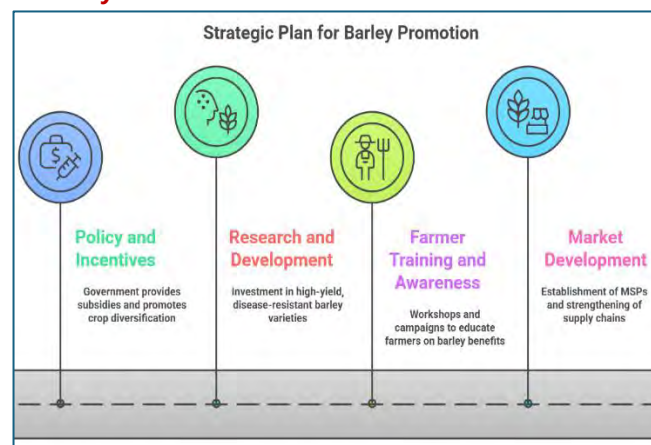 Strategic Plan for Barley Promotion
$
Policy and
Incentives
Government provides
subsidies and promotes
crop diversification
Research and
Development
Investment in high-yield,
disease-resistant barley
varieties
Farmer
Training and
Awareness
Workshops and
campaigns to educate
farmers on barley benefits
Market
Development
Establishment of MSPs
and strengthening of
supply chains